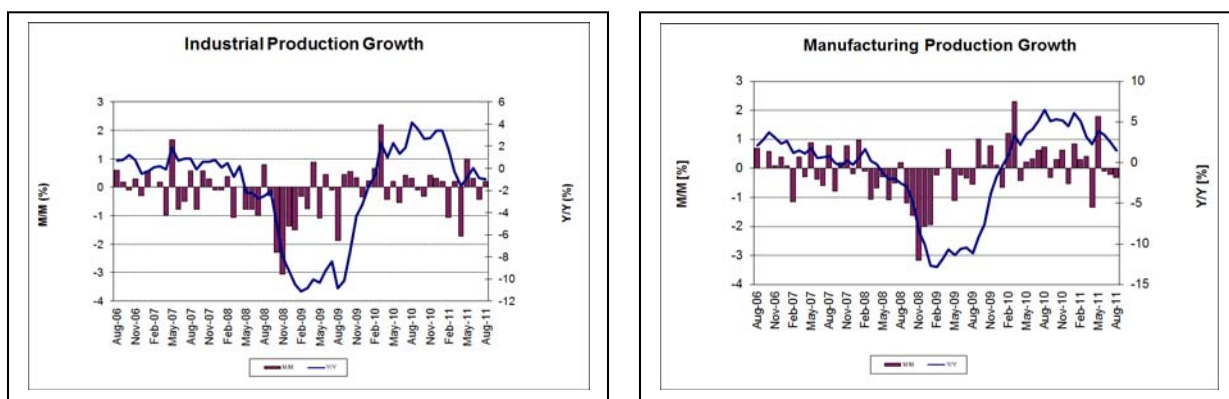 Industrial Production Growth
M/M (%)
3
2
1
0
-1
-2
-3
-4
6
4
2
0
-2
-4
-6
-8
-10
-12
Y/Y (%)
Aug-06
Nov-06
Feb-07
May-07
Aug-07
Nov-07
Feb-08
May-08
Aug-08
Nov-08
Feb-09
May-09
Aug-09
Nov-09
Feb-10
May-10
Aug-10
Nov-10
Feb-11
May-11
Aug-11
M/M Y/Y
Manufacturing Production Growth
M/M [%]
3
2
1
0
-1
-2
-3
-4
10
5
0
-5
-10
-15
Y/Y [%]
Aug-06
Nov-06
Feb-07
May-07
Aug-07
Nov-07
Feb-08
May-08
Aug-08
Nov-08
Feb-09
May-09
Aug-09
Nov-09
Feb-10
May-10
Aug-10
Nov-10
Feb-11
May-11
Aug-11
M/M Y/Y